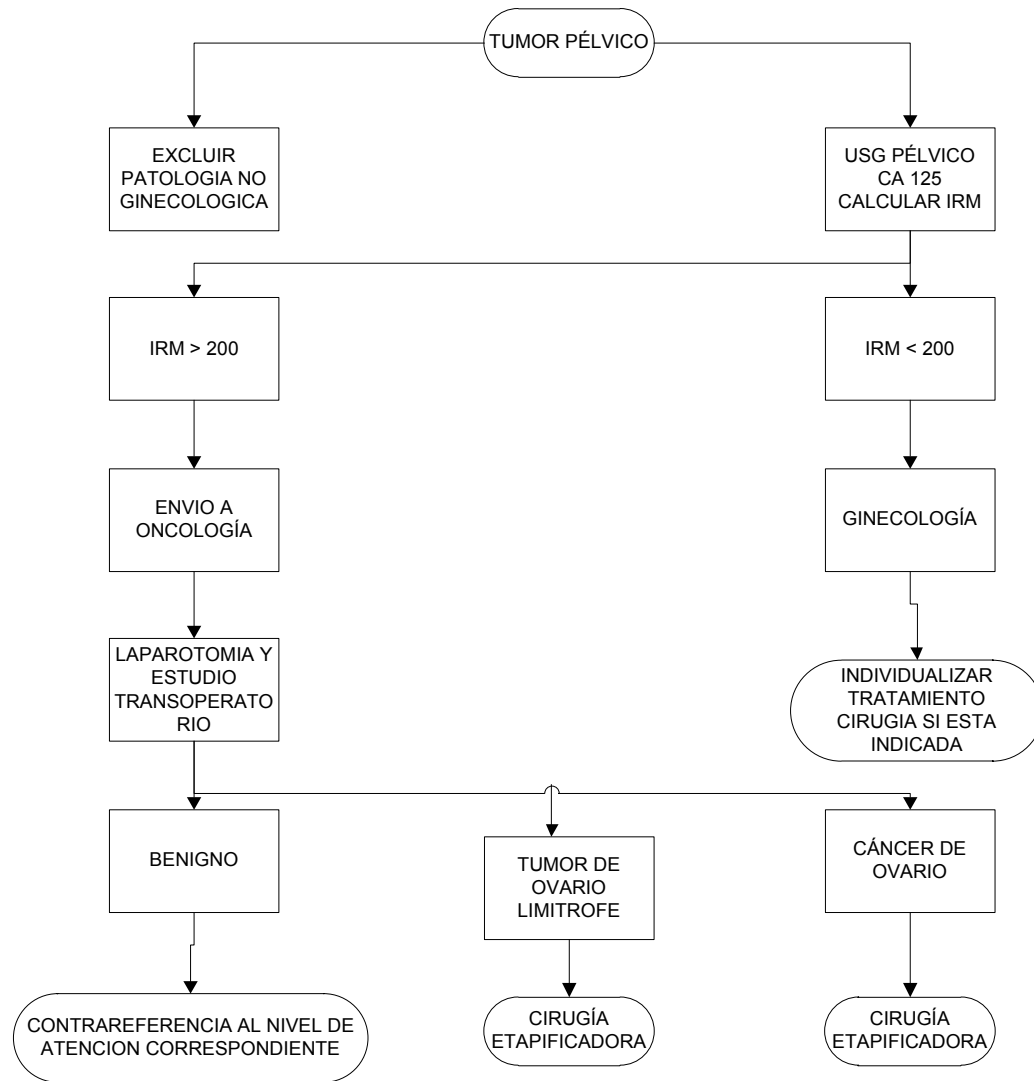 TUMOR PÉLVICO
EXCLUIR
PATOLOGIA NO
GINECOLOGICA
USG PÉLVICO
CA 125
CALCULAR IRM
IRM > 200
IRM < 200
ENVIO A
ONCOLOGÍA
GINECOLOGÍA
LAPAROTOMIA Y
ESTUDIO
TRANSOPERATO
RIO
INDIVIDUALIZAR
TRATAMIENTO
CIRUGIA SI ESTA
INDICADA
BENIGNO
TUMOR DE
OVARIO
LIMITROFE
CÁNCER DE
OVARIO
CONTRAREFERENCIA AL NIVEL DE
ATENCION CORRESPONDIENTE
CIRUGÍA
ETAPIFICADORA
CIRUGÍA
ETAPIFICADORA